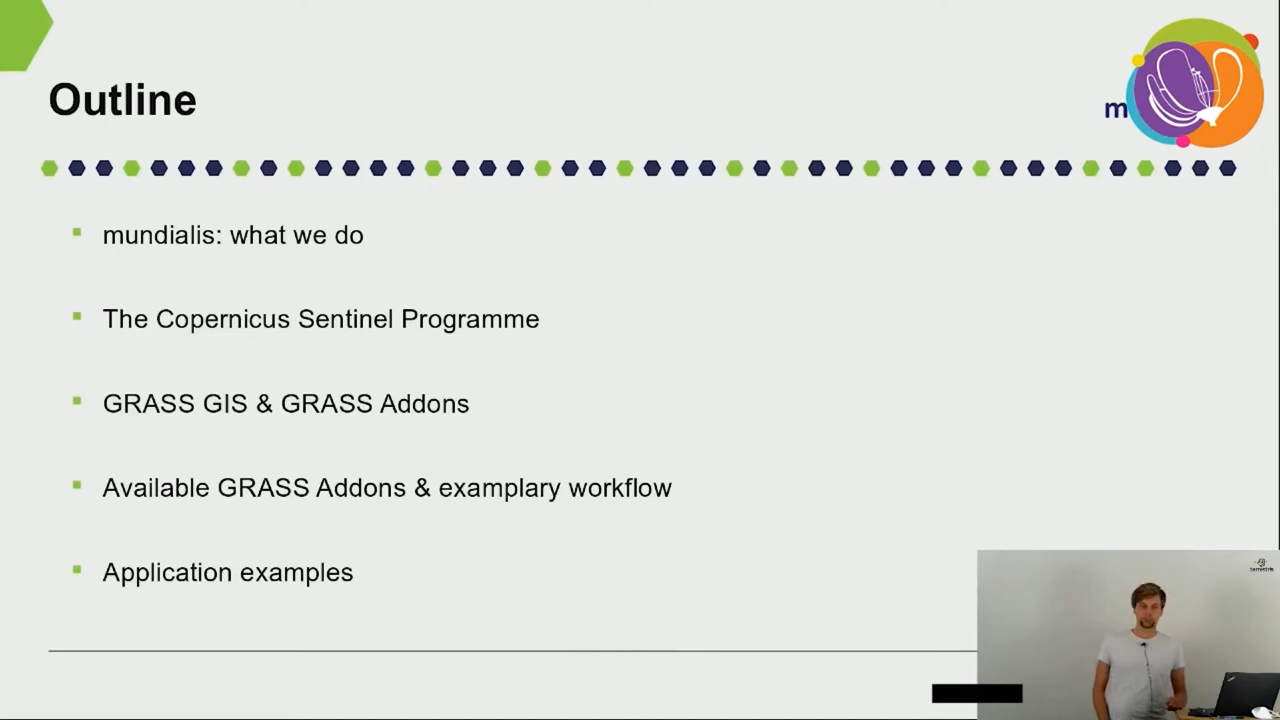 Outline
m
mundialis: what we do
The Copernicus Sentinel Programme
GRASS GIS & GRASS Addons
Available GRASS Addons & examplary workflow
Application examples